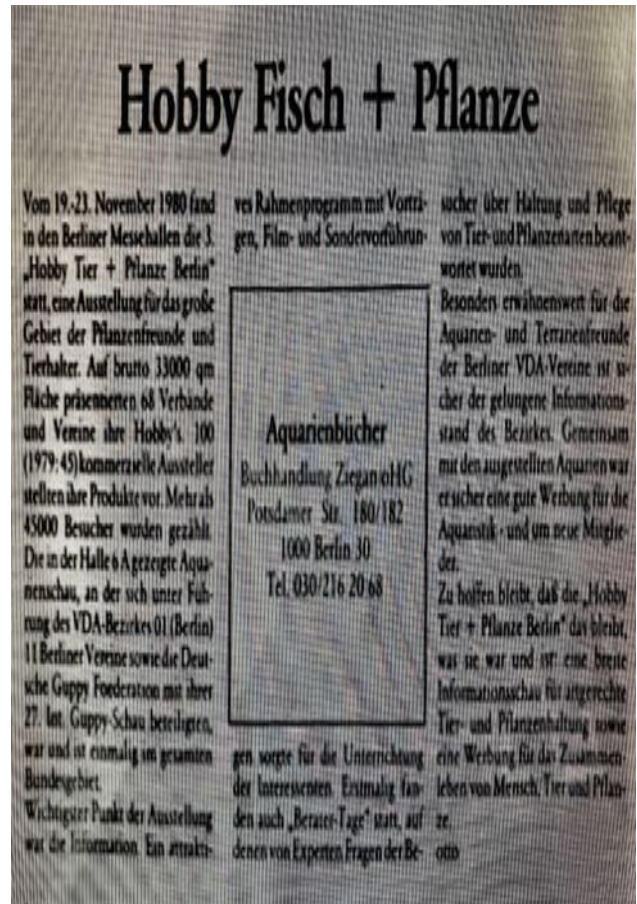 Hobby Fisch + Pflanze
Vom 19.-23. November 1980 fand
in den Berliner Messehallen die 3.
„Hobby Tier + Pflanze Berlin“
statt, eine Ausstellung für das große
Gebiet der Pflanzenfreunde und
Tierhalter. Auf brutto 33000 qm
Fläche präsentierten 68 Verbände
und Vereine ihre Hobby's. 100
(1979: 45) kommerzielle Aussteller
stellten ihre Produkte vor. Mehr als
45000 Besucher wurden gezählt.
Die in der Halle 6 A gezeigte Aqua-
rienschau, an der sich unter Füh-
rung des VDA-Bezirkes 01 (Berlin)
11 Berliner Vereine sowie die Deut-
sche Guppy Foederation mit ihrer
27. Int. Guppy-Schau beteiligten,
war und ist einmalig im gesamten
Bundesgebiet.
Wichtigster Punkt der Ausstellung
war die Information. Ein attrakti-
ves Rahmenprogramm mit Vorträ-
gen, Film- und Sondervorführun-
Aquarienbücher
Buchhandlung Ziegan oHG
Potsdamer Str. 180/182
1000 Berlin 30
Tel. 030/216 20 68
gen sorgte für die Unterrichtung
der Interessenten. Erstmalig fan-
den auch „Berater-Tage“ statt, auf
denen von Experten Fragen der Be-
sucher über Haltung und Pflege
von Tier- und Pflanzenarten beant-
wortet wurden.
Besonders erwähnenswert für die
Aquarien- und Terrarienfreunde
der Berliner VDA-Vereine ist si-
cher der gelungene Informations-
stand des Bezirkes. Gemeinsam
mit den ausgestellten Aquarien war
er sicher eine gute Werbung für die
Aquaristik - und um neue Mitglie-
der.
Zu hoffen bleibt, daß die „Hobby
Tier + Pflanze Berlin“ das bleibt,
was sie war und ist: eine breite
Informationsschau für artgerechte
Tier- und Pflanzenhaltung sowie
eine Werbung für das Zusammen-
leben von Mensch, Tier und Pflan-
ze.
otto